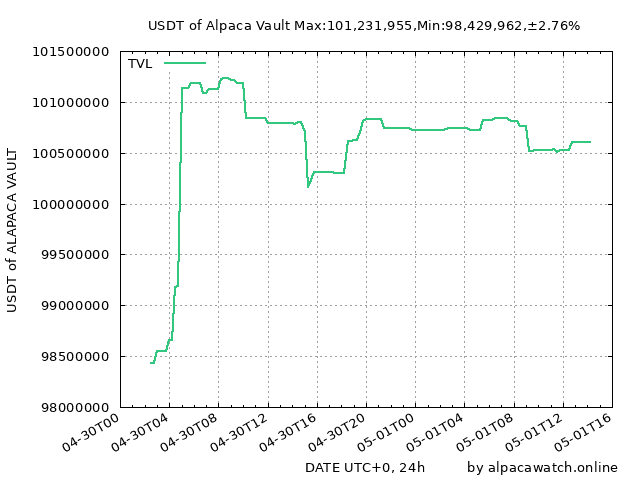 USDT of Alpaca Vault Max:101,231,955,Min:98,429,962,±2.76%
TVL
101500000
101000000
100500000
100000000
99500000
99000000
98500000
98000000
USDT of ALAPACA VAULT
04-30T00
04-30T04
04-30T08
04-30T12
04-30T16
04-30T20
05-01T00
05-01T04
05-01T08
05-01T12
05-01T16
DATE UTC+0, 24h
by alpacawatch.online